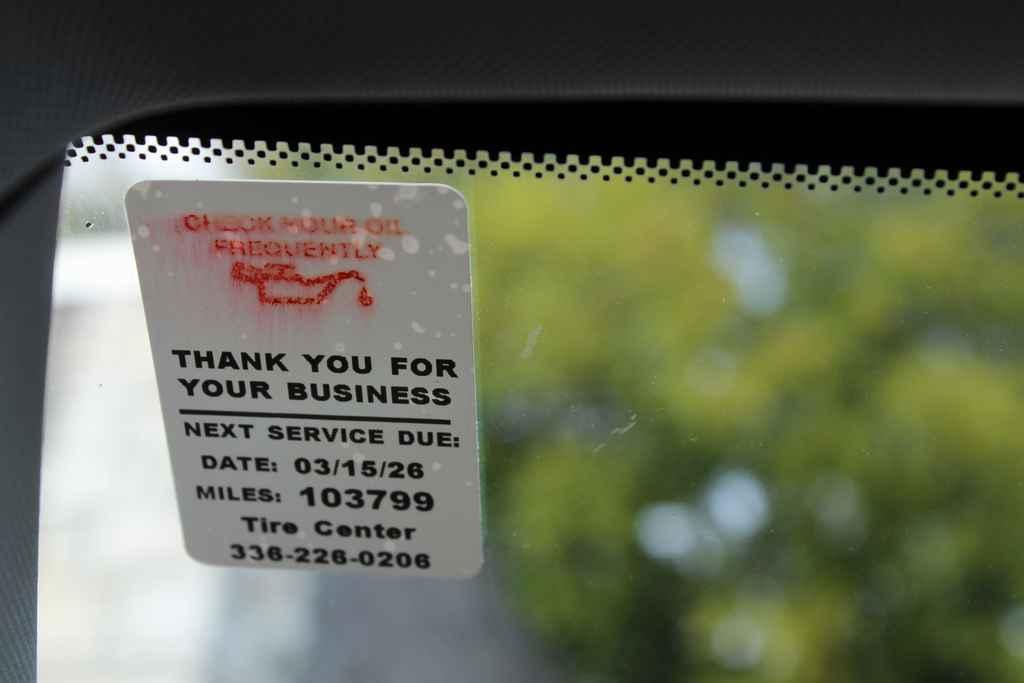 CHECK YOUR OIL
FREQUENTLY
THANK YOU FOR
YOUR BUSINESS
NEXT SERVICE DUE:
DATE: 03/15/26
MILES: 103799
Tire Center
336-226-0206